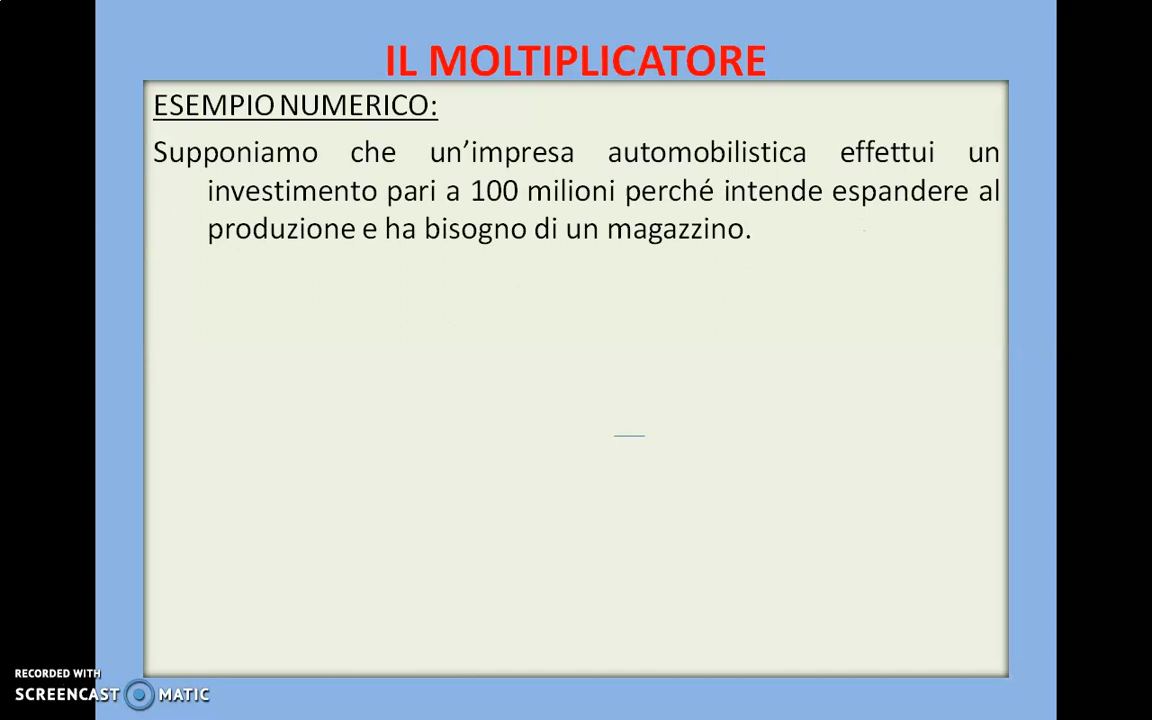 IL MOLTIPLICATORE
ESEMPIO NUMERICO:
Supponiamo che un’impresa automobilistica effettui un
investimento pari a 100 milioni perché intende espandere al
produzione e ha bisogno di un magazzino.
RECORDED WITH
SCREENCAST MATIC